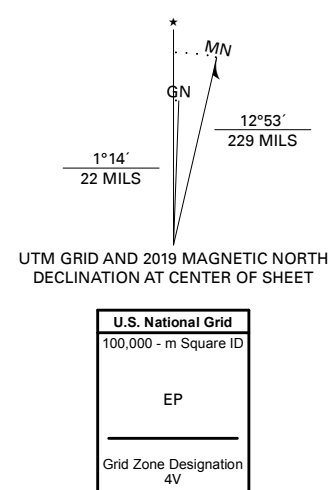 ★
MN
GN
12°53´
229 MILS
1°14´
22 MILS
UTM GRID AND 2019 MAGNETIC NORTH
DECLINATION AT CENTER OF SHEET
U.S. National Grid
100,000 - m Square ID
EP
Grid Zone Designation
4V